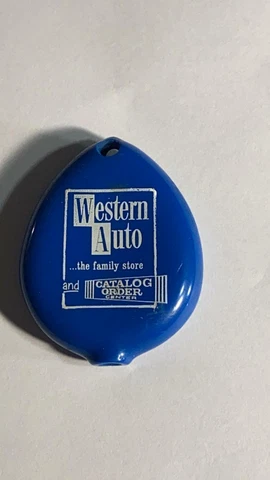 Western
Auto
...the family store
and CATALOG
ORDER
CENTER